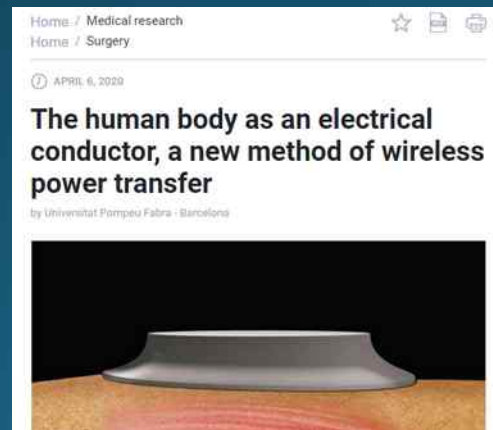 Home / Medical research
Home / Surgery
APRIL 6, 2020
The human body as an electrical
conductor, a new method of wireless
power transfer
by Universitat Pompeu Fabra - Barcelona